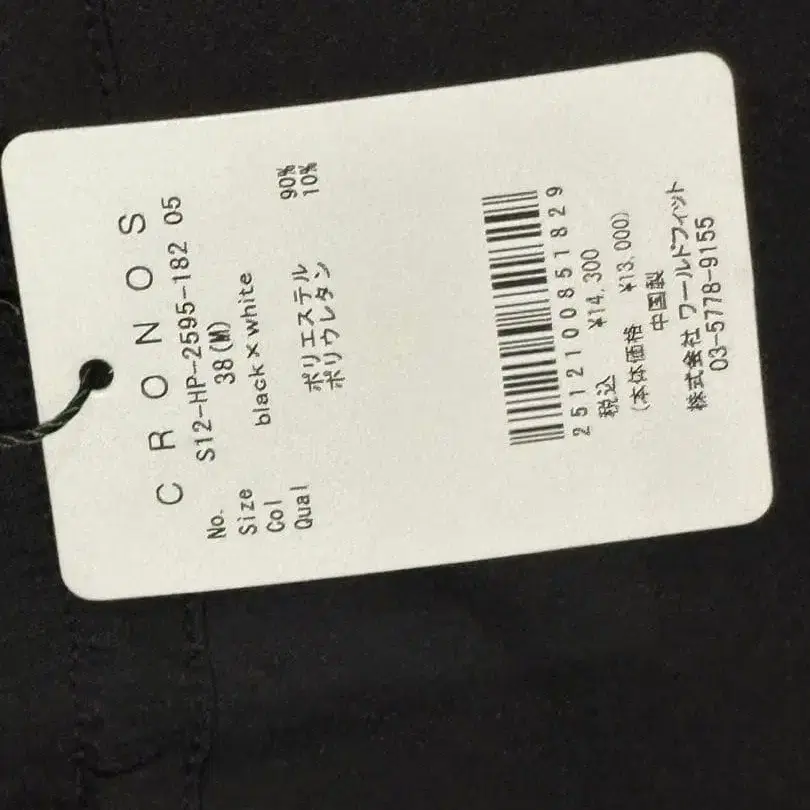 CRONOS
No. S12-HP-2595-182 05
Size 38(M)
Col black×white
Qual ポリエステル 90%
ポリウレタン 10%
2512100851829
税込 ¥14,300
(本体価格 ¥13,000)
中国製
株式会社 ワールドフィット
03-5778-9155